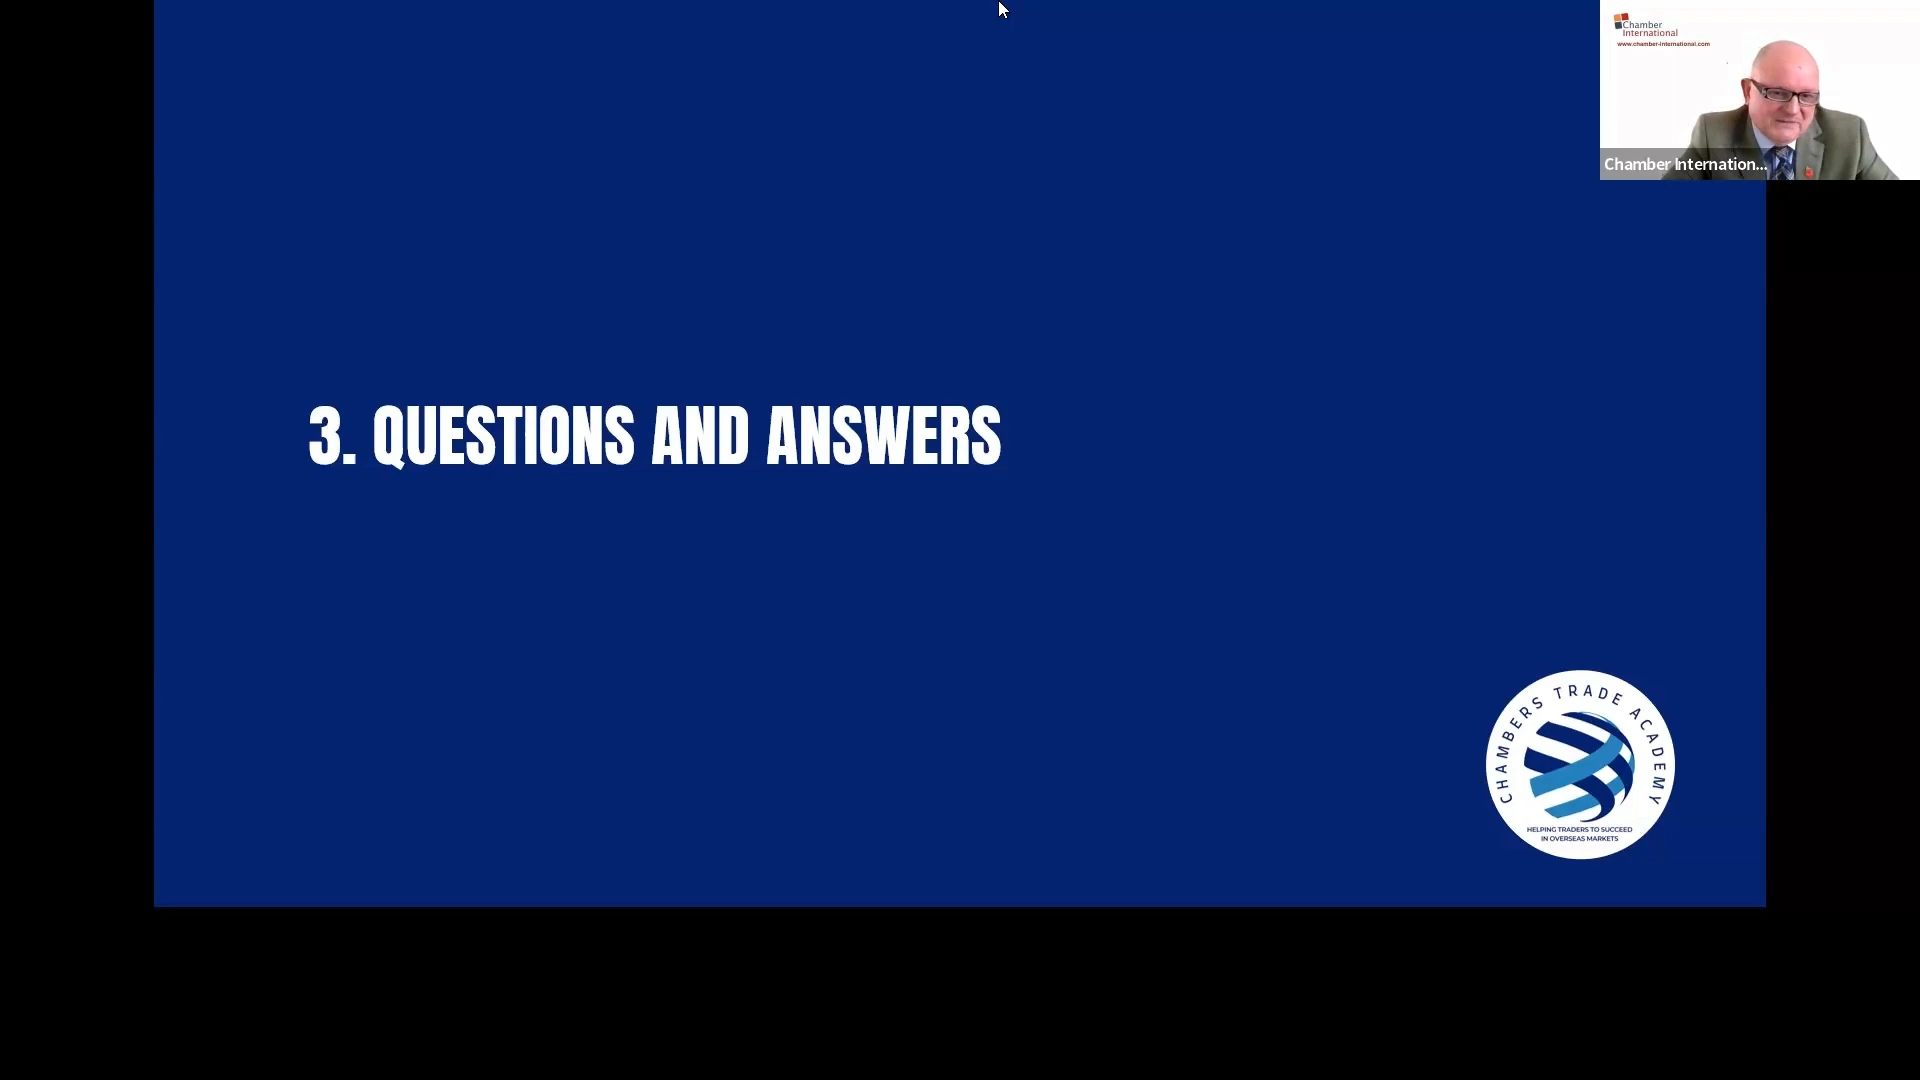 Chamber
International
www.chamber-international.com
Chamber Internation...
3. QUESTIONS AND ANSWERS
CHAMBERS TRADE ACADEMY
HELPING TRADERS TO SUCCEED
IN OVERSEAS MARKETS